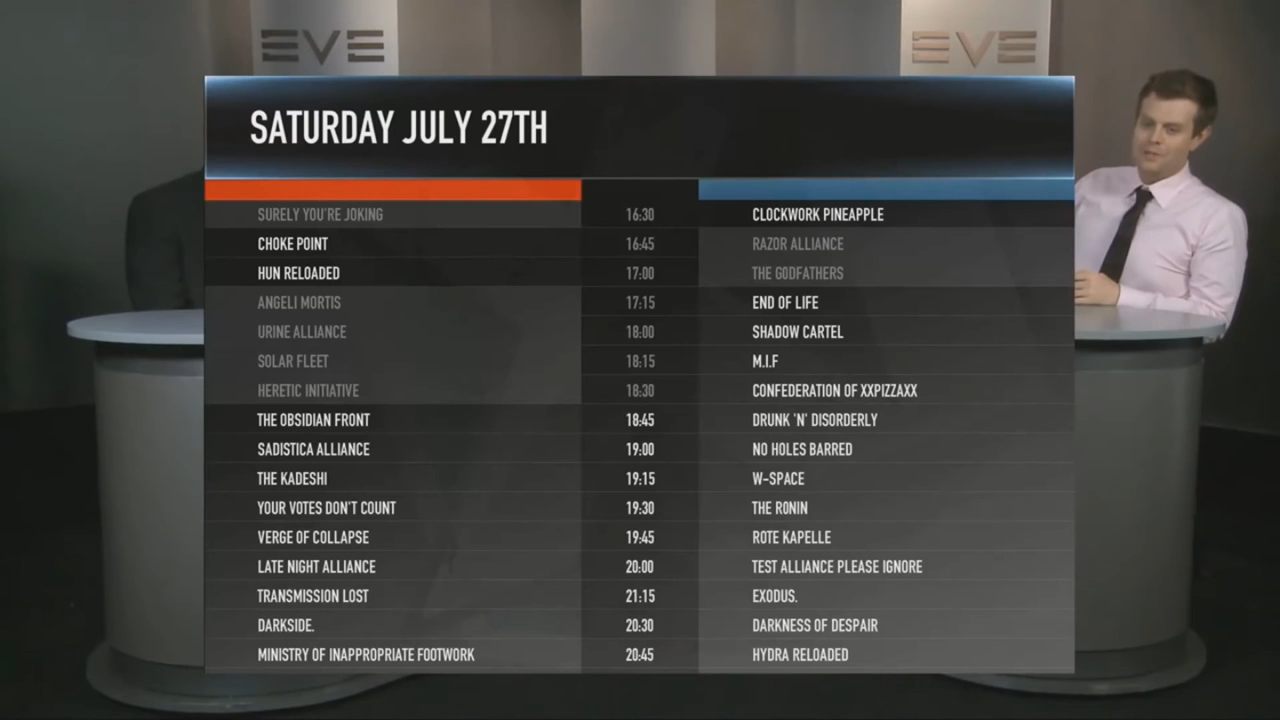 EVE EVE
SATURDAY JULY 27TH
SURELY YOU'RE JOKING 16:30 CLOCKWORK PINEAPPLE
CHOKE POINT 16:45 RAZOR ALLIANCE
HUN RELOADED 17:00 THE GODFATHERS
ANGELI MORTIS 17:15 END OF LIFE
URINE ALLIANCE 18:00 SHADOW CARTEL
SOLAR FLEET 18:15 M.I.F
HERETIC INITIATIVE 18:30 CONFEDERATION OF XXPIZZAXX
THE OBSIDIAN FRONT 18:45 DRUNK 'N' DISORDERLY
SADISTICA ALLIANCE 19:00 NO HOLES BARRED
THE KADESHI 19:15 W-SPACE
YOUR VOTES DON'T COUNT 19:30 THE RONIN
VERGE OF COLLAPSE 19:45 ROTE KAPELLE
LATE NIGHT ALLIANCE 20:00 TEST ALLIANCE PLEASE IGNORE
TRANSMISSION LOST 21:15 EXODUS.
DARKSIDE. 20:30 DARKNESS OF DESPAIR
MINISTRY OF INAPPROPRIATE FOOTWORK 20:45 HYDRA RELOADED